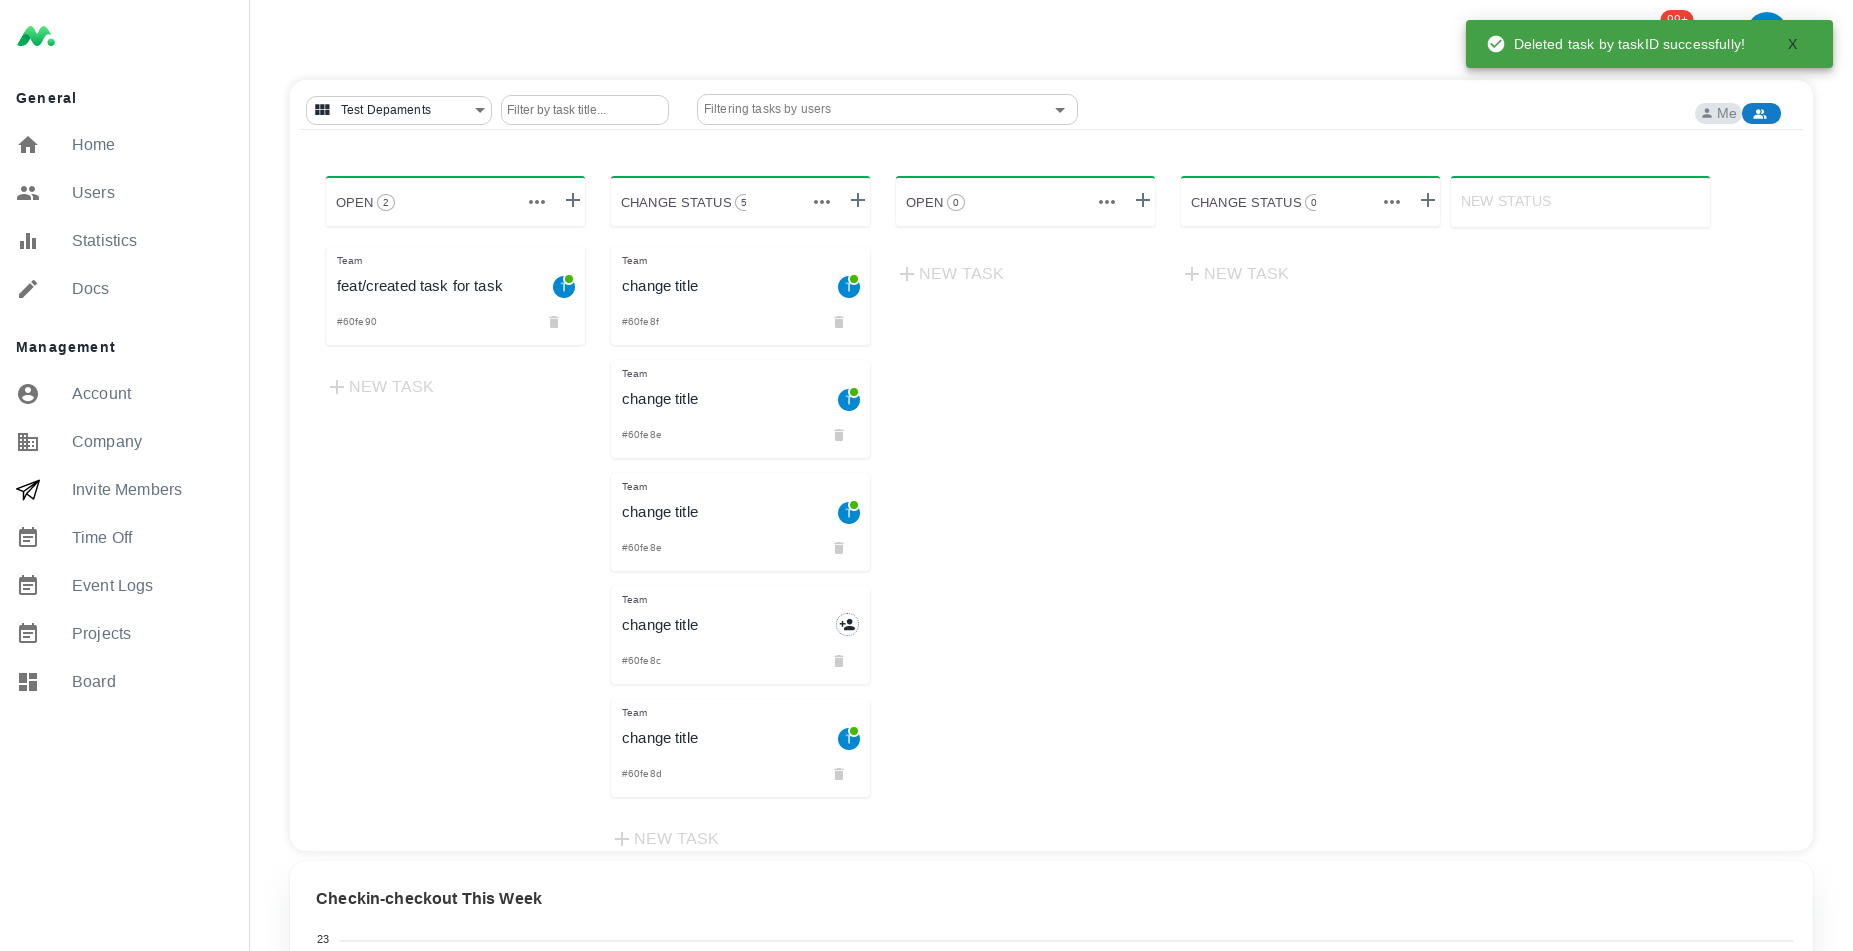 General
Home
Users
Statistics
Docs
Management
Account
Company
Invite Members
Time Off
Event Logs
Projects
Board
Deleted task by taskID successfully! X
Test Depaments
Filter by task title...
Filtering tasks by users
Me
OPEN 2
Team
feat/created task for task
#60fe90
NEW TASK
CHANGE STATUS 5
Team
change title
#60fe8f
Team
change title
#60fe8e
Team
change title
#60fe8e
Team
change title
#60fe8c
Team
change title
#60fe8d
NEW TASK
OPEN 0
NEW TASK
CHANGE STATUS 0
NEW TASK
NEW STATUS
Checkin-checkout This Week
23